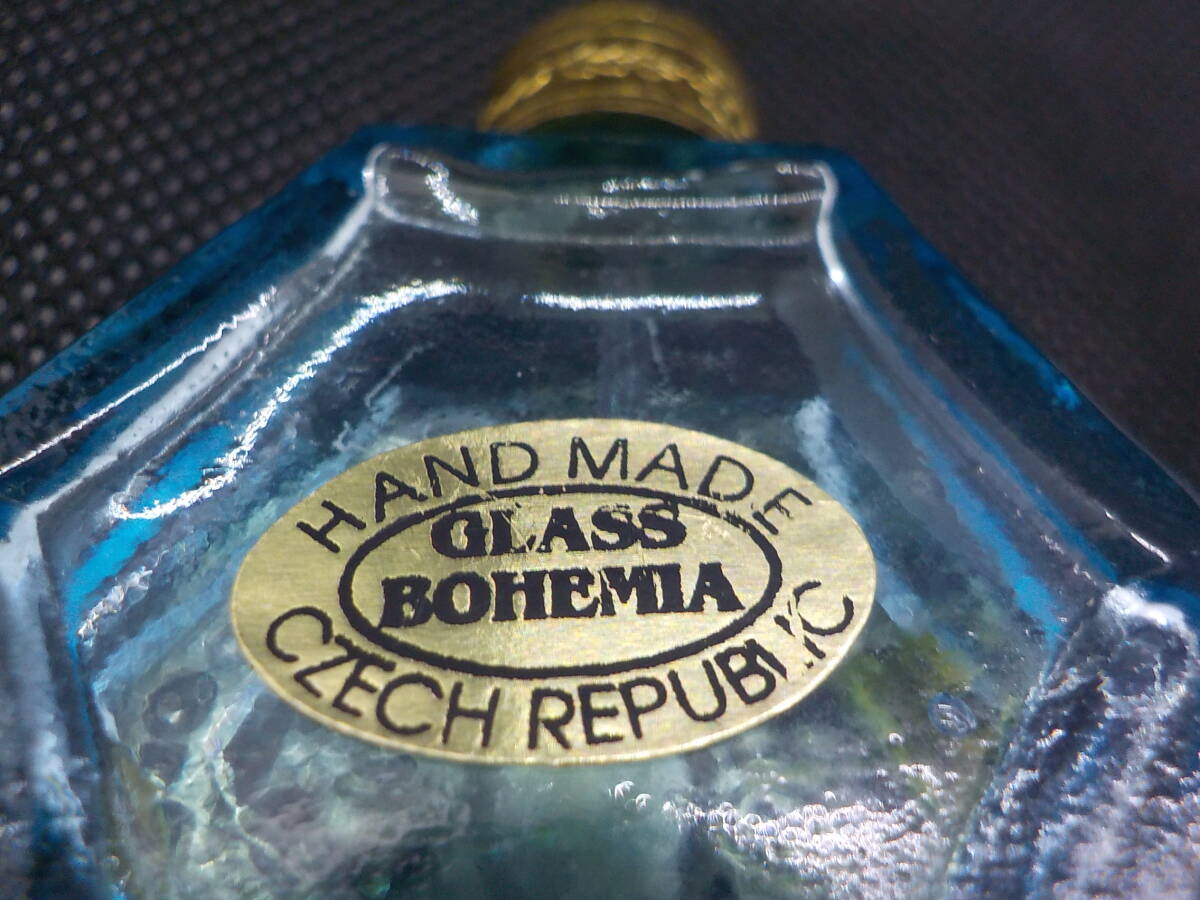 HAND MADE
GLASS
BOHEMIA
CZECH REPUBLIC